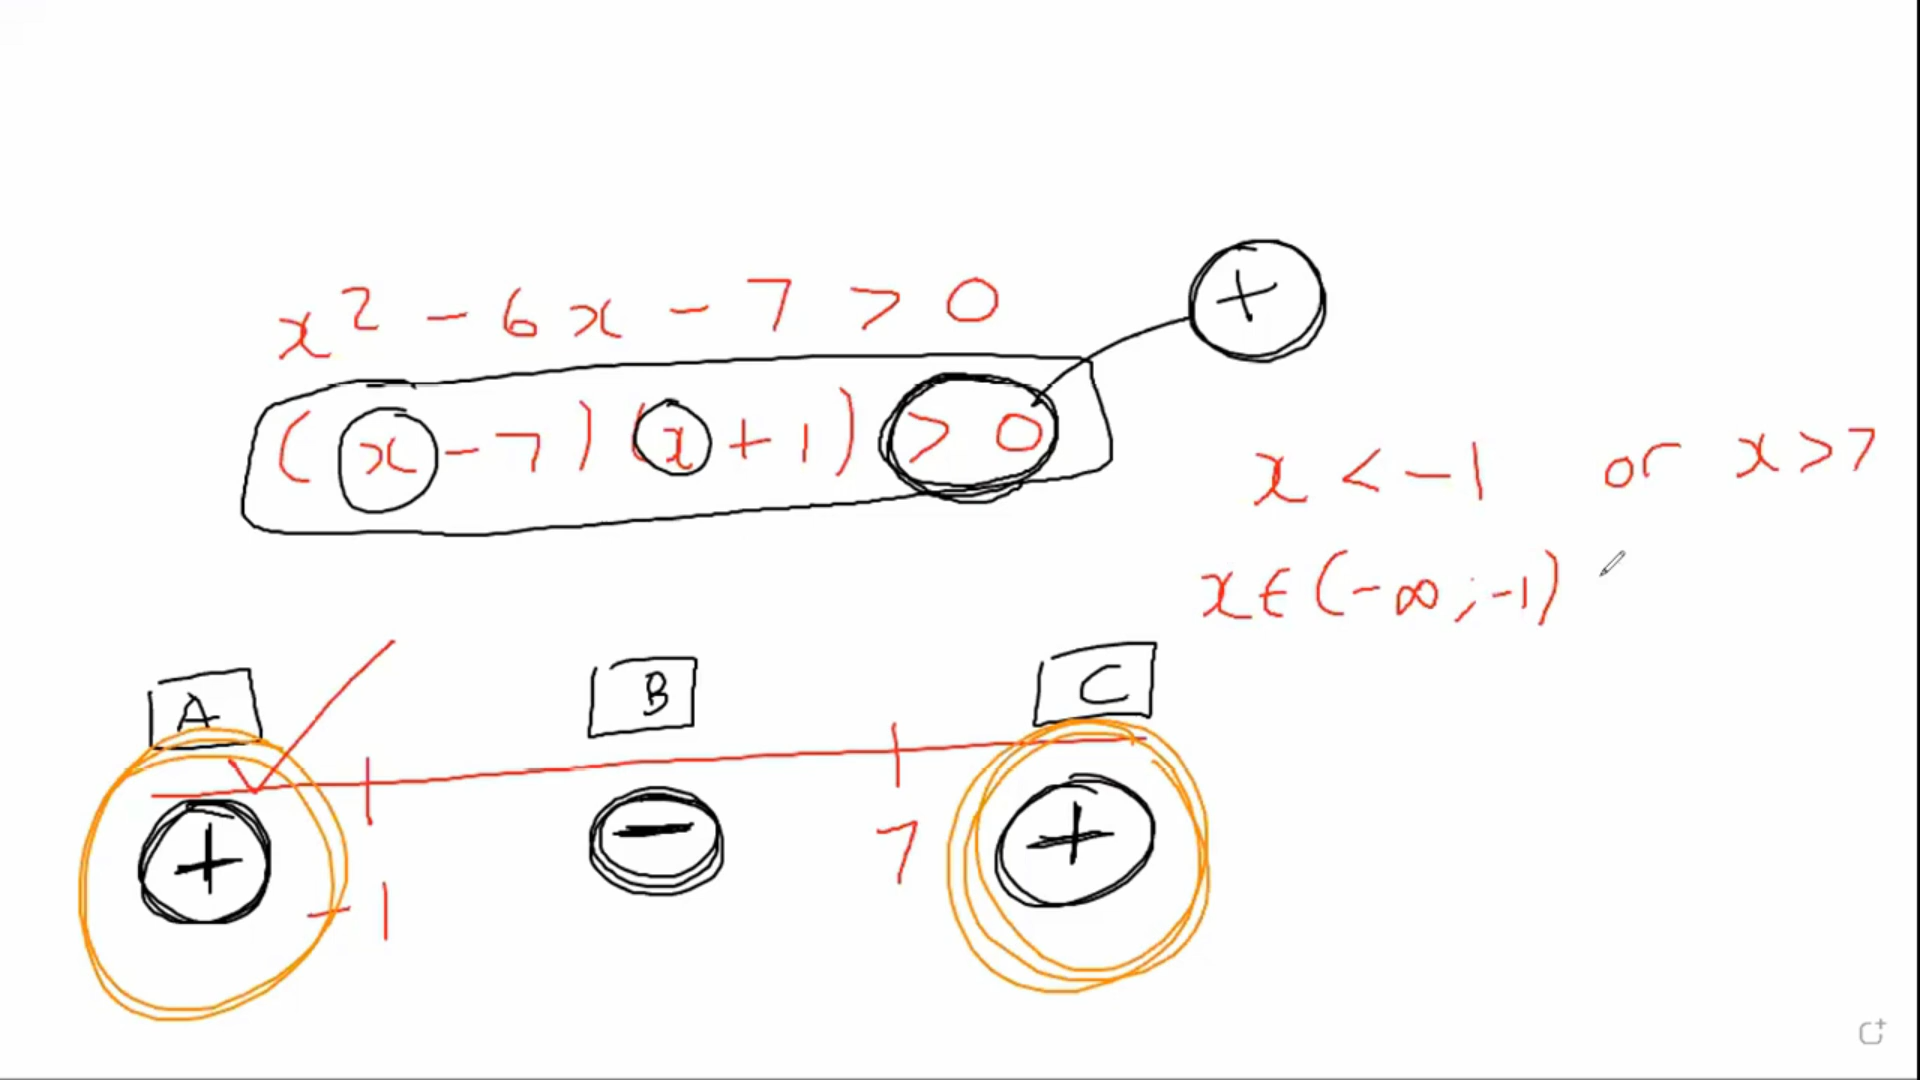 x² - 6x - 7 > 0
+
(x - 7)(x + 1) > 0
x < -1 or x > 7
x ∈ (-∞ ; -1)
A B C
+ - +
-1 7